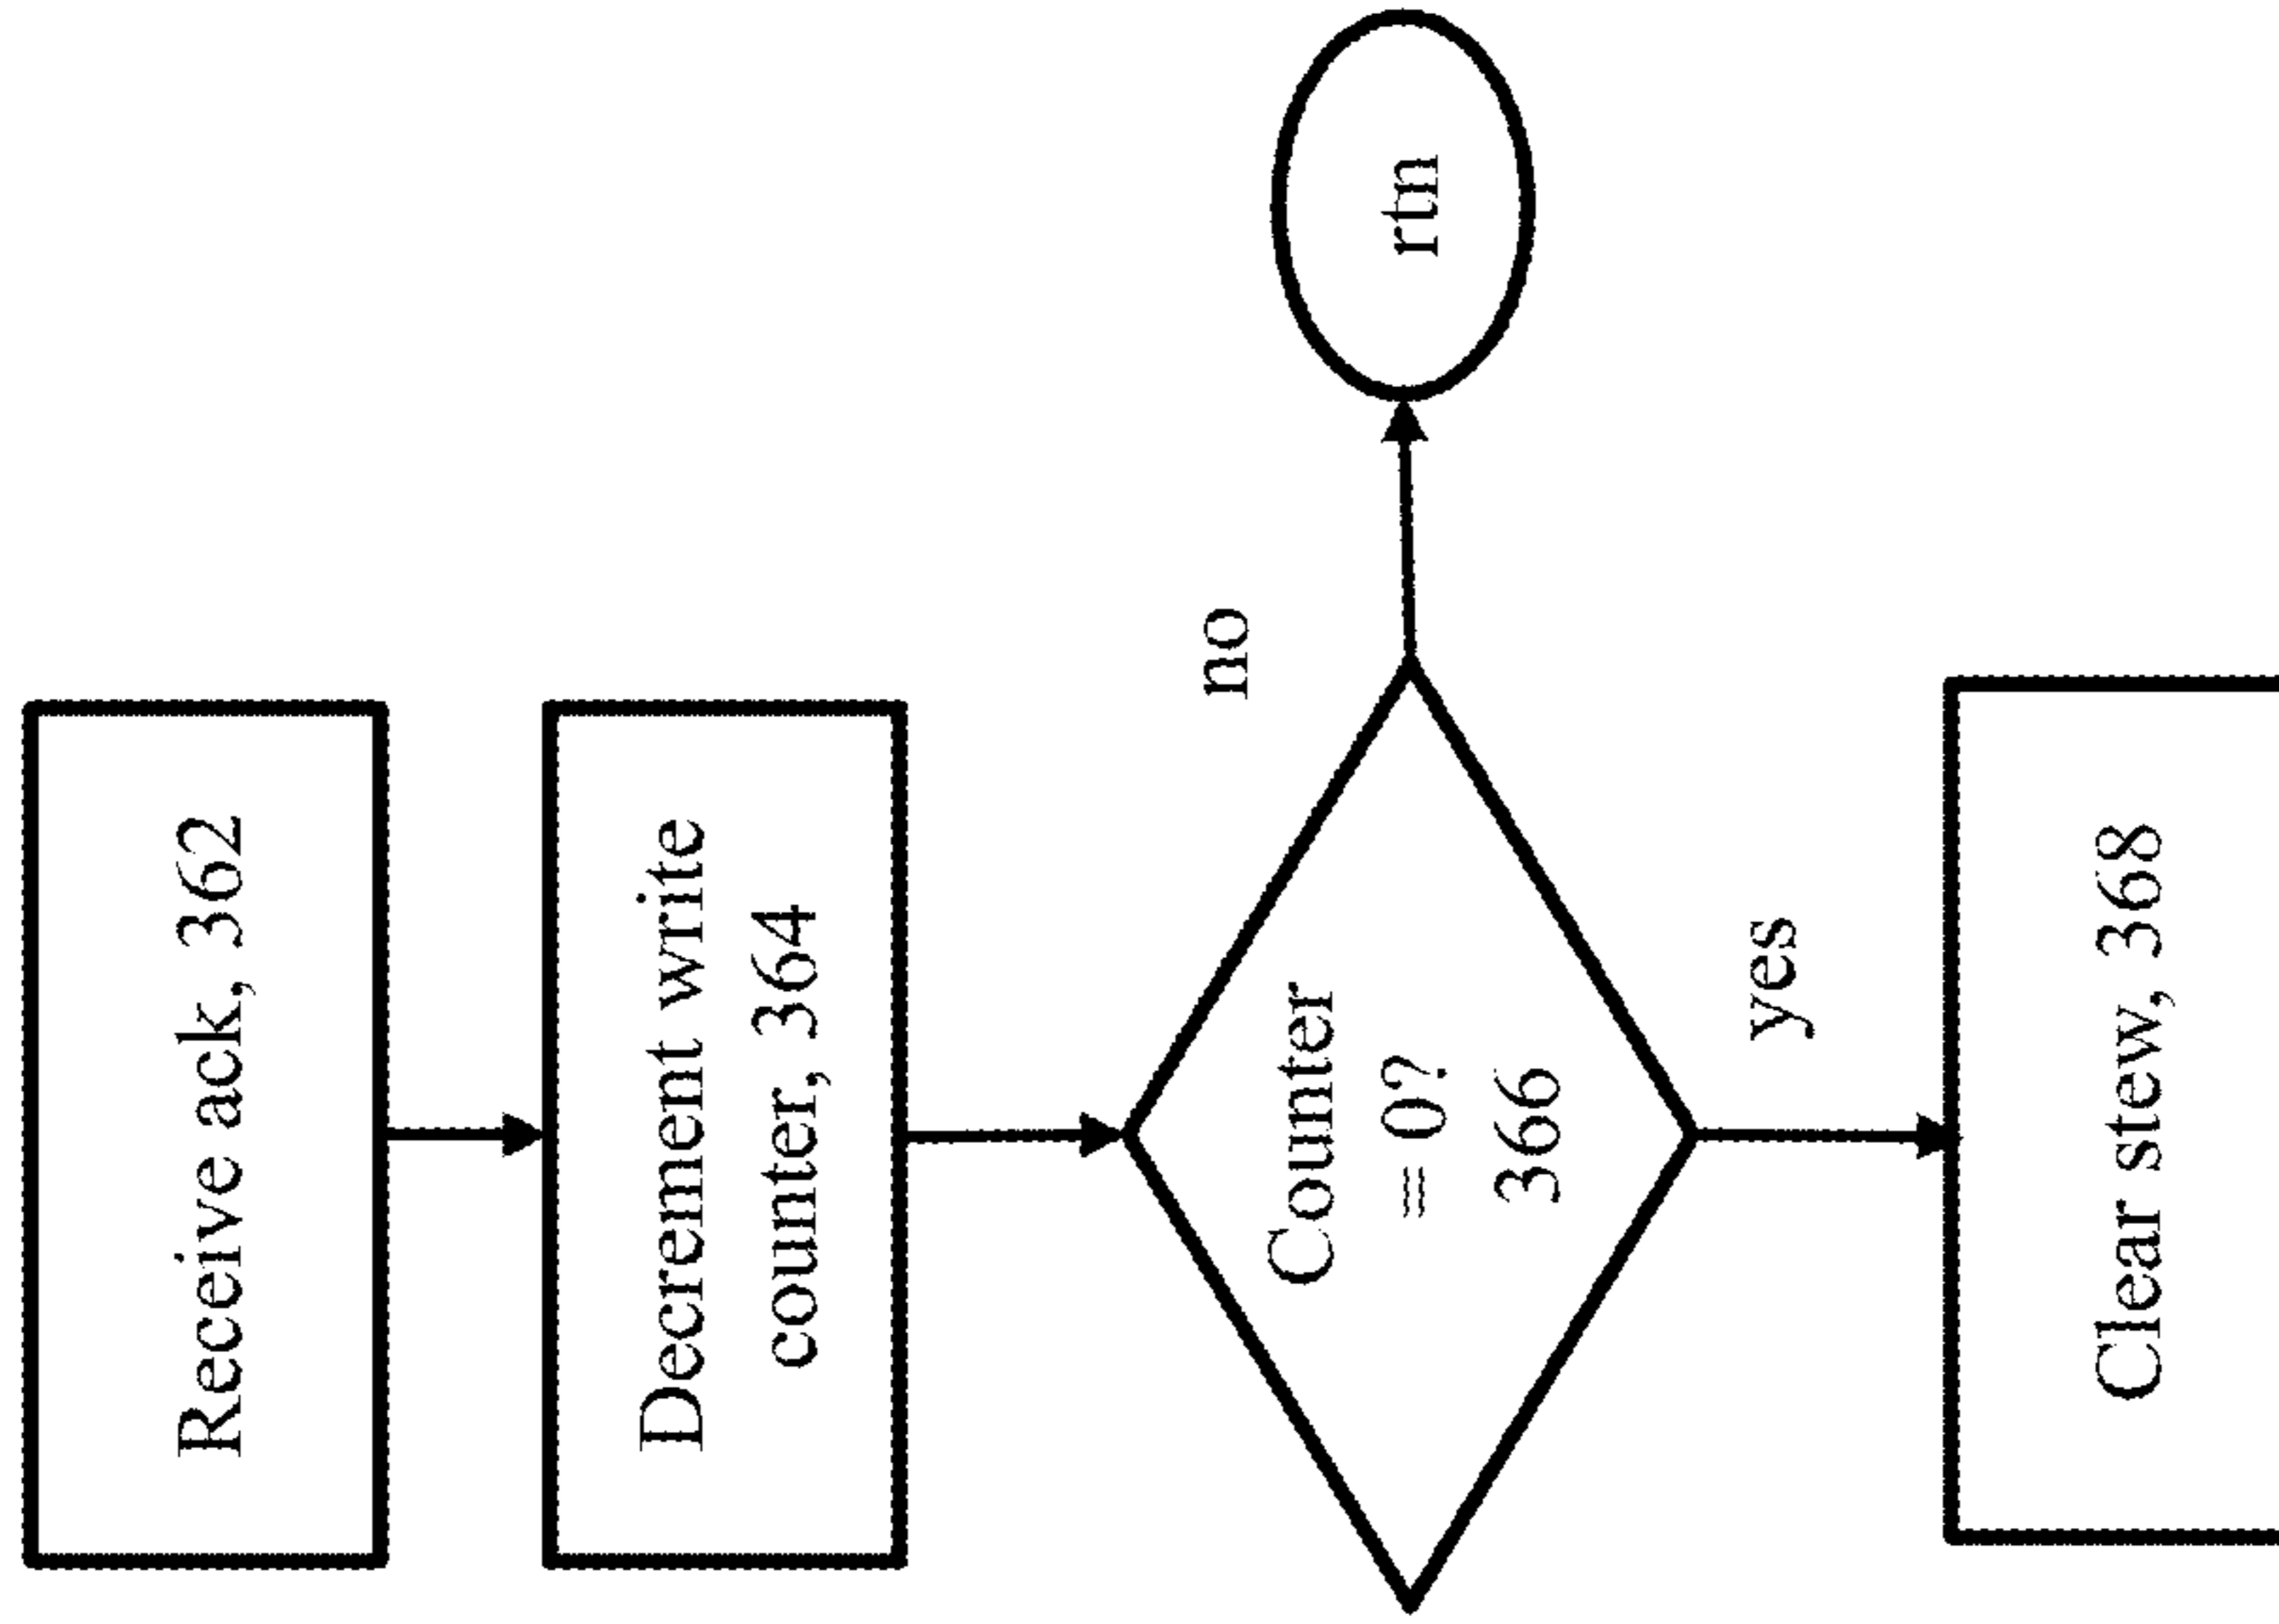 Receive ack, 362
Decrement write
counter, 364
Counter
== 0?
366
no
rtn
yes
Clear stew, 368